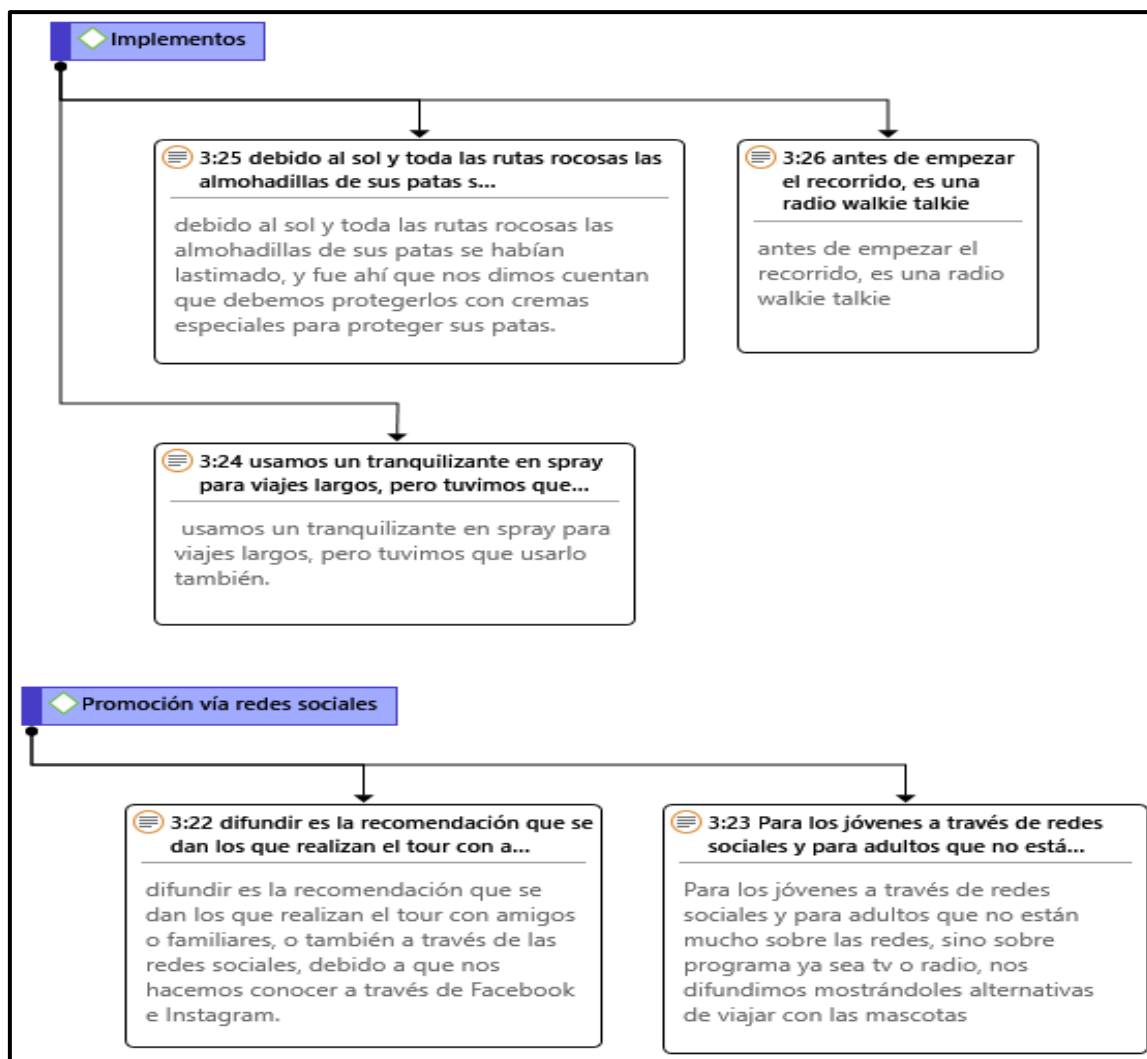 Implementos
3:25 debido al sol y toda las rutas rocosas las
almohadillas de sus patas s...
debido al sol y toda las rutas rocosas las
almohadillas de sus patas se habían
lastimado, y fue ahí que nos dimos cuentan
que debemos protegerlos con cremas
especiales para proteger sus patas.
3:26 antes de empezar
el recorrido, es una
radio walkie talkie
antes de empezar el
recorrido, es una radio
walkie talkie
3:24 usamos un tranquilizante en spray
para viajes largos, pero tuvimos que...
usamos un tranquilizante en spray para
viajes largos, pero tuvimos que usarlo
también.
Promoción vía redes sociales
3:22 difundir es la recomendación que se
dan los que realizan el tour con a...
difundir es la recomendación que se
dan los que realizan el tour con amigos
o familiares, o también a través de las
redes sociales, debido a que nos
hacemos conocer a través de Facebook
e Instagram.
3:23 Para los jóvenes a través de redes
sociales y para adultos que no está...
Para los jóvenes a través de redes
sociales y para adultos que no están
mucho sobre las redes, sino sobre
programa ya sea tv o radio, nos
difundimos mostrándoles alternativas
de viajar con las mascotas